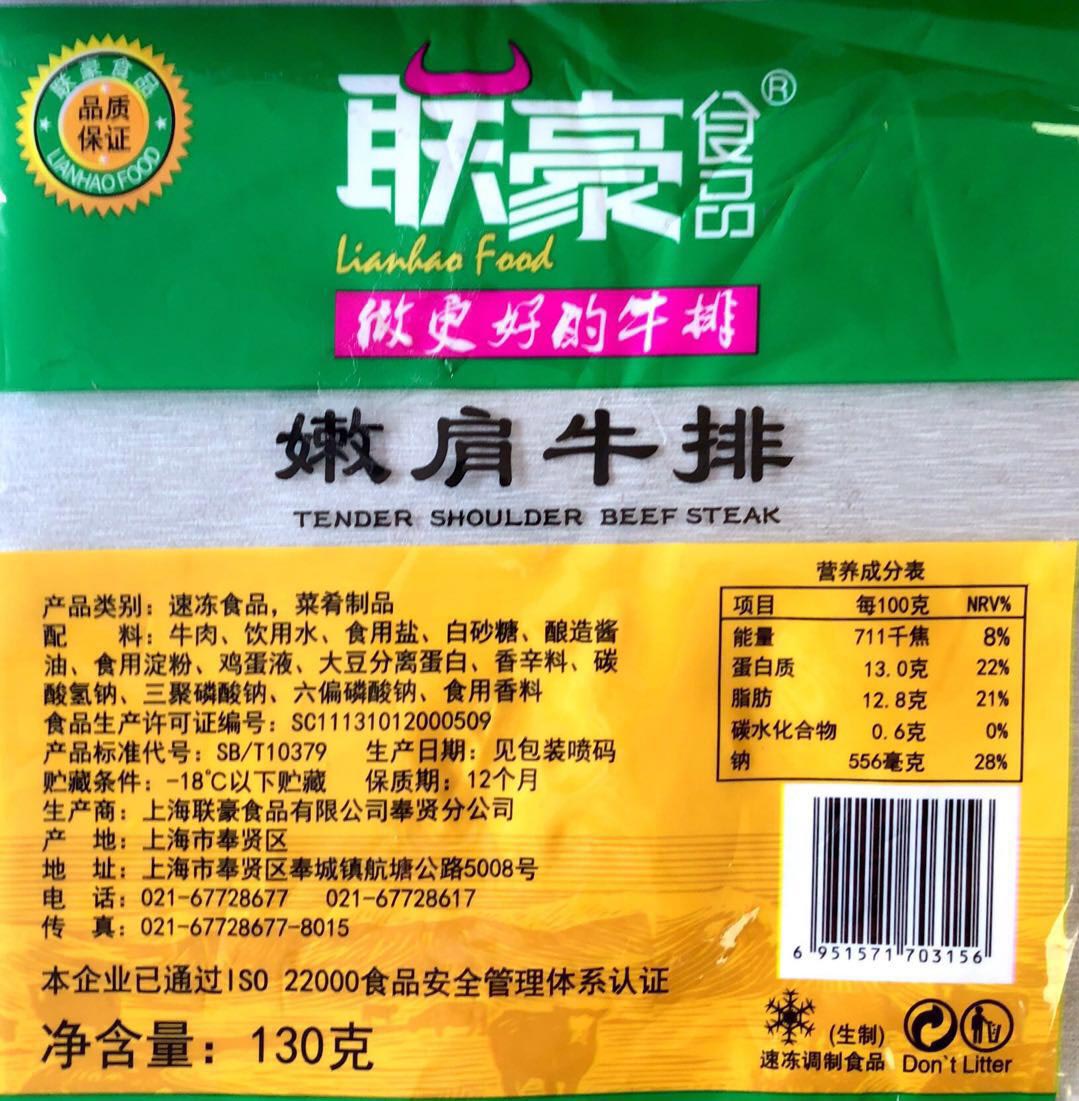 联豪食品
品质
保证
LIANHAO FOOD
联豪食品®
Lianhao Food
做更好的牛排
嫩肩牛排
TENDER SHOULDER BEEF STEAK
产品类别：速冻食品，菜肴制品
配 料：牛肉、饮用水、食用盐、白砂糖、酿造酱
油、食用淀粉、鸡蛋液、大豆分离蛋白、香辛料、碳
酸氢钠、三聚磷酸钠、六偏磷酸钠、食用香料
食品生产许可证编号：SC11131012000509
产品标准代号：SB/T10379 生产日期：见包装喷码
贮藏条件：-18℃以下贮藏 保质期：12个月
生产商：上海联豪食品有限公司奉贤分公司
产 地：上海市奉贤区
地 址：上海市奉贤区奉城镇航塘公路5008号
电 话：021-67728677 021-67728617
传 真：021-67728677-8015
本企业已通过ISO 22000食品安全管理体系认证
净含量：130克
营养成分表
项目 每100克 NRV%
能量 711千焦 8%
蛋白质 13.0克 22%
脂肪 12.8克 21%
碳水化合物 0.6克 0%
钠 556毫克 28%
6 951571 703156
(生制)
速冻调制食品 Don`t Litter